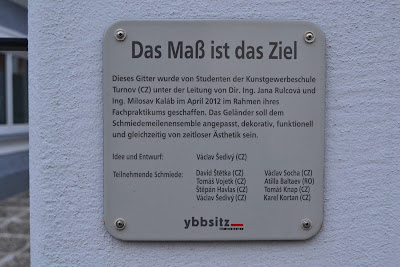 Das Maß ist das Ziel
Dieses Gitter wurde von Studenten der Kunstgewerbeschule
Turnov (CZ) unter der Leitung von Dir. Ing. Jana Rulcová und
Ing. Milosav Kaláb im April 2012 im Rahmen ihres
Fachpraktikums geschaffen. Das Geländer soll dem
Schmiedemeilenensemble angepasst, dekorativ, funktionell
und gleichzeitig von zeitloser Ästhetik sein.
Idee und Entwurf: Václav Šedivý (CZ)
Teilnehmende Schmiede: David Štětka (CZ) Václav Socha (CZ)
Tomáš Vojetk (CZ) Atilla Baltaev (RO)
Štěpán Havlas (CZ) Tomáš Knap (CZ)
Václav Šedivý (CZ) Karel Kortan (CZ)
ybbsitz